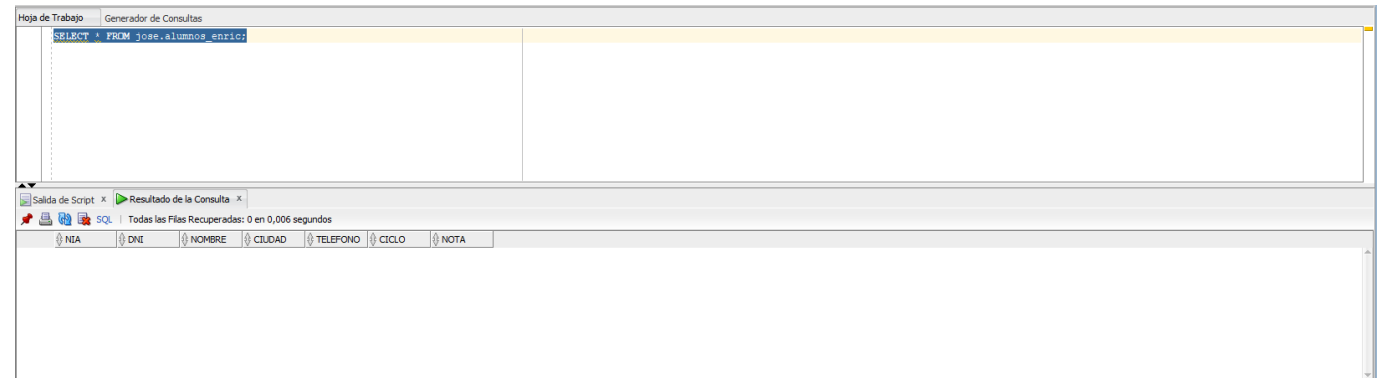 Hoja de Trabajo Generador de Consultas
SELECT * FROM jose.alumnos_enric;
Salida de Script x Resultado de la Consulta x
SQL | Todas las Filas Recuperadas: 0 en 0,006 segundos
NIA DNI NOMBRE CIUDAD TELEFONO CICLO NOTA